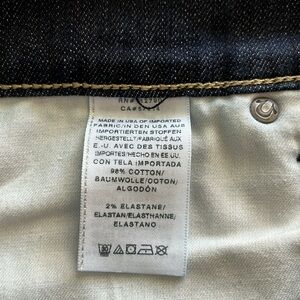 MADE IN USA OF IMPORTED
FABRIC/IN DEN USA AUS
IMPORTIERTEN STOFFEN
HERGESTELLT/FABRIQUÉ AUX
É.-U. AVEC DES TISSUS
IMPORTÉS/HECHO EN EE.UU.
CON TELA IMPORTADA
98% COTTON/
BAUMWOLLE/COTON/
ALGODÓN
2% ELASTANE/
ELASTAN/ÉLASTHANNE/
ELASTANO